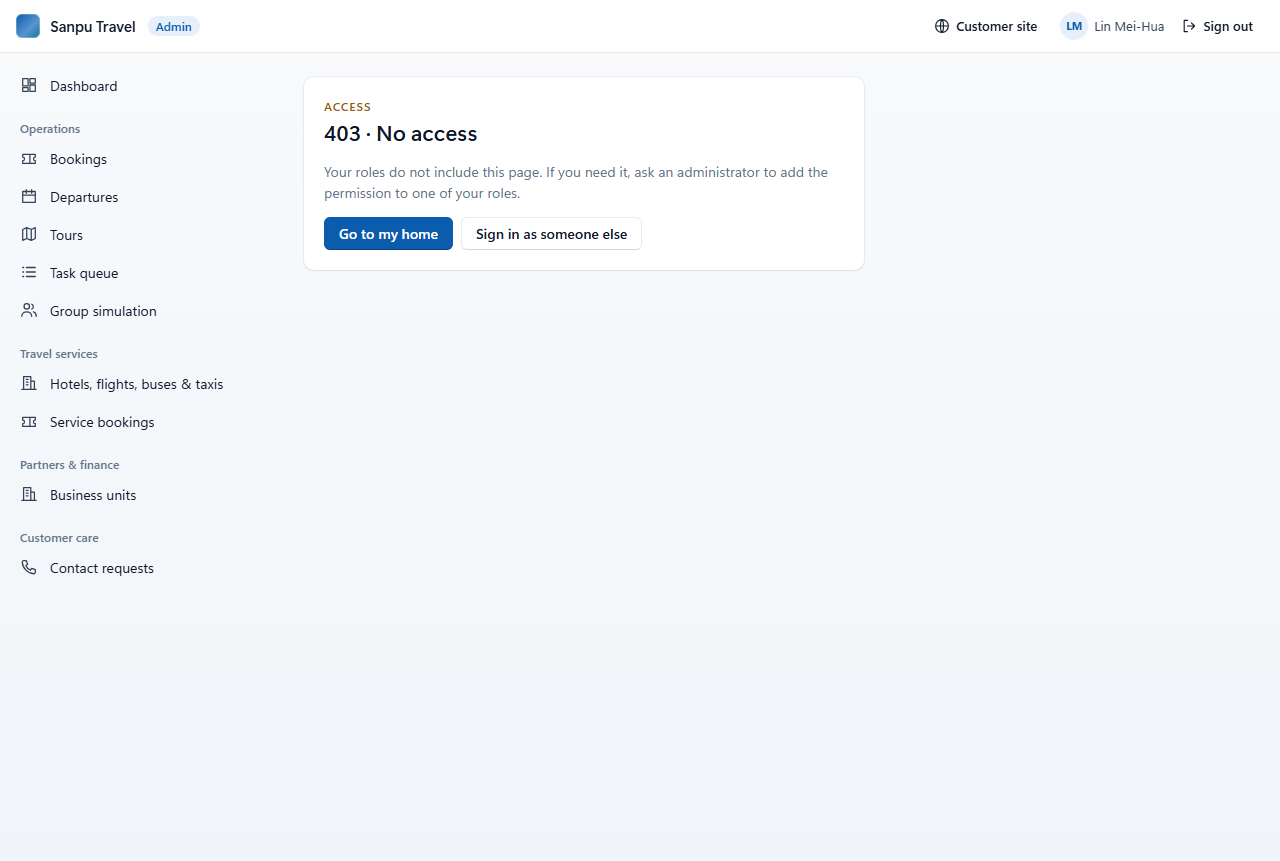 Sanpu Travel
Admin
Customer site
LM
Lin Mei-Hua
Sign out
Dashboard
Operations
Bookings
Departures
Tours
Task queue
Group simulation
Travel services
Hotels, flights, buses & taxis
Service bookings
Partners & finance
Business units
Customer care
Contact requests
ACCESS
403 · No access
Your roles do not include this page. If you need it, ask an administrator to add the
permission to one of your roles.
Go to my home
Sign in as someone else